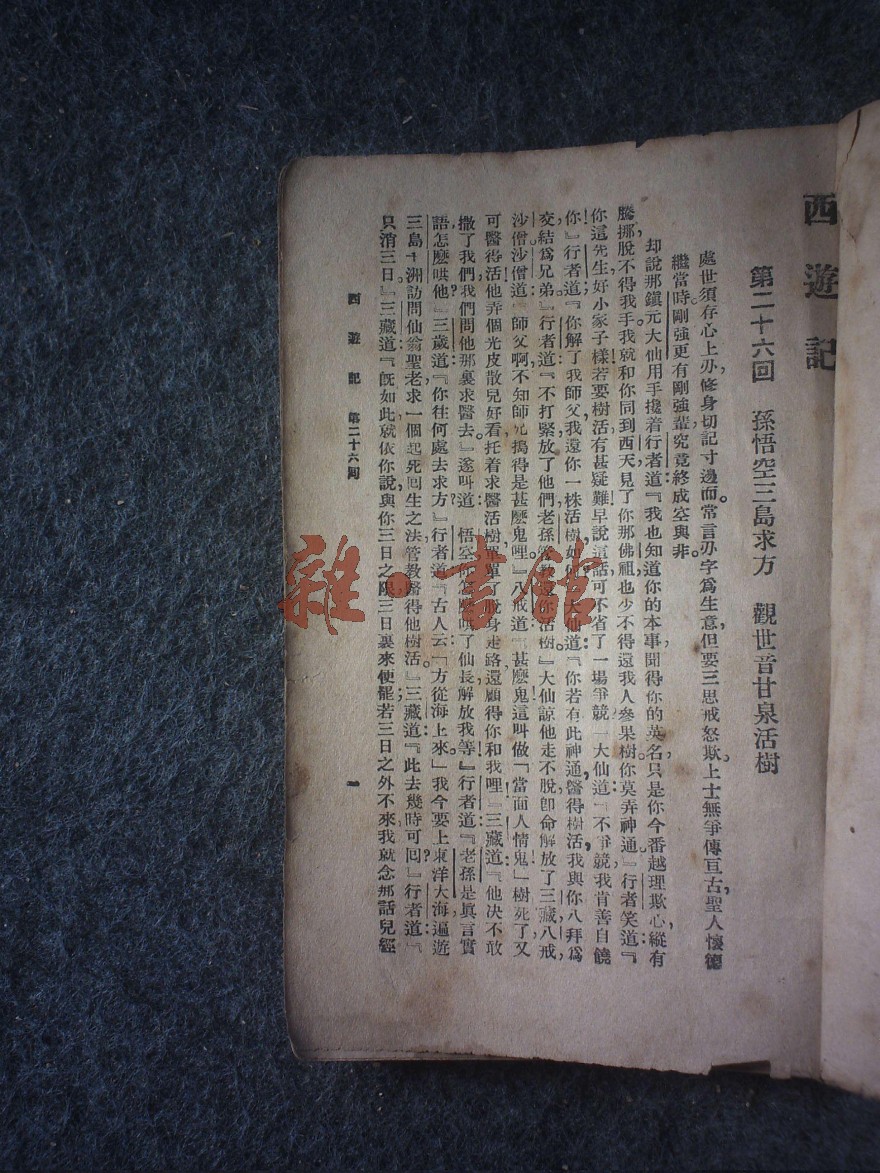 西遊記
第二十六回　孫悟空三島求方　觀世音甘泉活樹
處世須存心上刅，修身切記寸邊而。常言刅字爲生意，但要三思戒怒欺。上士無爭傳亘古，聖人懷德
繼當時。剛強更有剛強輩，究竟終成空與非。
却說那鎮元大仙用手攙着行者道：『我也知道你的本事，聞得你的英名，只是你今番越理欺心，縱有
騰挪，脫不得我手。我就和你同到西天，見了你那佛祖，也少不得還我人參果樹。你莫弄神通。』行者笑道：『
你這先生，好小家子樣！若要樹活，有甚疑難！早說這話，可不省了一場爭競。』大仙道：『不爭競，我肯善自饒
你！』行者道：『你解了我師父，我還你一株活樹如何？』大仙道：『你若有此神通，醫得樹活，我與你八拜爲
交，結爲兄弟。』行者道：『不打緊，放了他們，老孫管教還你活樹。』大仙諒他走不脫，卽命解放了三藏八戒
沙僧。沙僧道：『師父啊，不知師兄搗得是甚麽鬼哩。』八戒道：『甚麽鬼！這叫做「當面人情鬼」！樹死了，又
可醫得活！他弄個光皮散兒好看，托着求醫活樹，單單了脫身走路，還顧得你和我哩！』三藏道：『他決不敢
撒了我們，我們問他那裏求醫去。』遂叫道：『悟空，你怎麽哄了仙長，解放我等？』行者道：『老孫是眞言實
語，怎麽哄他？』三藏道：『你往何處去求方？』行者道：『古人云：「方從海上來」，我今要上東洋大海，遍遊
三島十洲，訪問仙翁聖老，求一個起死回生之法，管教醫得他樹活。』三藏道：『此去幾時可回？』行者道：『
只消三日。』三藏道：『旣如此，就依你說，與你三日之限。三日裏來便罷；若三日之外不來，我就念那話兒經
西遊記　第二十六回
一
雜·書館